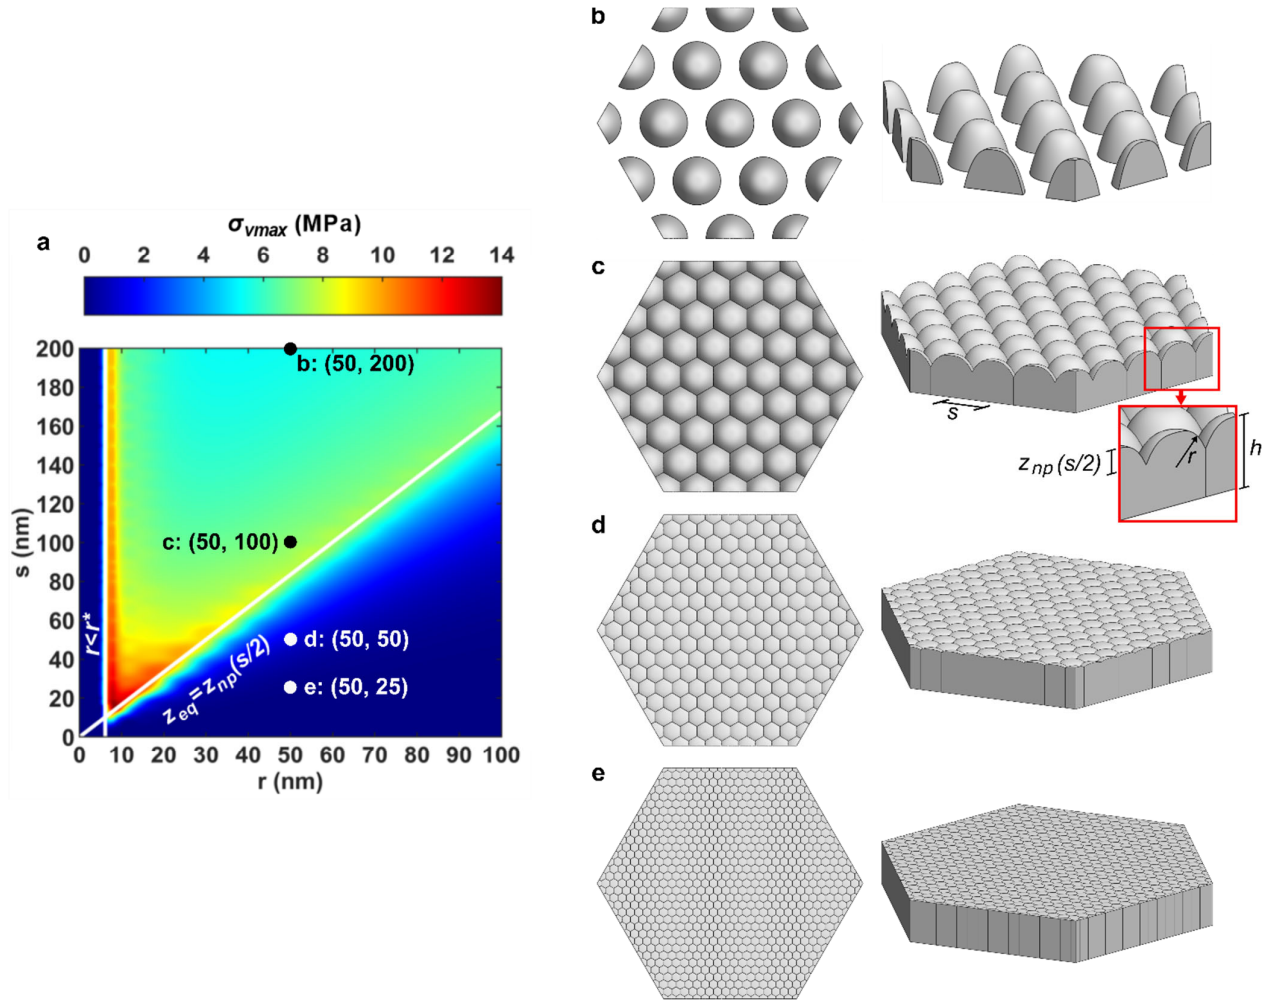 a
σvmax (MPa)
0 2 4 6 8 10 12 14
s (nm)
200
180
160
140
120
100
80
60
40
20
0
b: (50, 200)
c: (50, 100)
d: (50, 50)
e: (50, 25)
r<r*
zeq=znp(s/2)
0 10 20 30 40 50 60 70 80 90 100
r (nm)
b
c
s
znp(s/2)
r
h
d
e